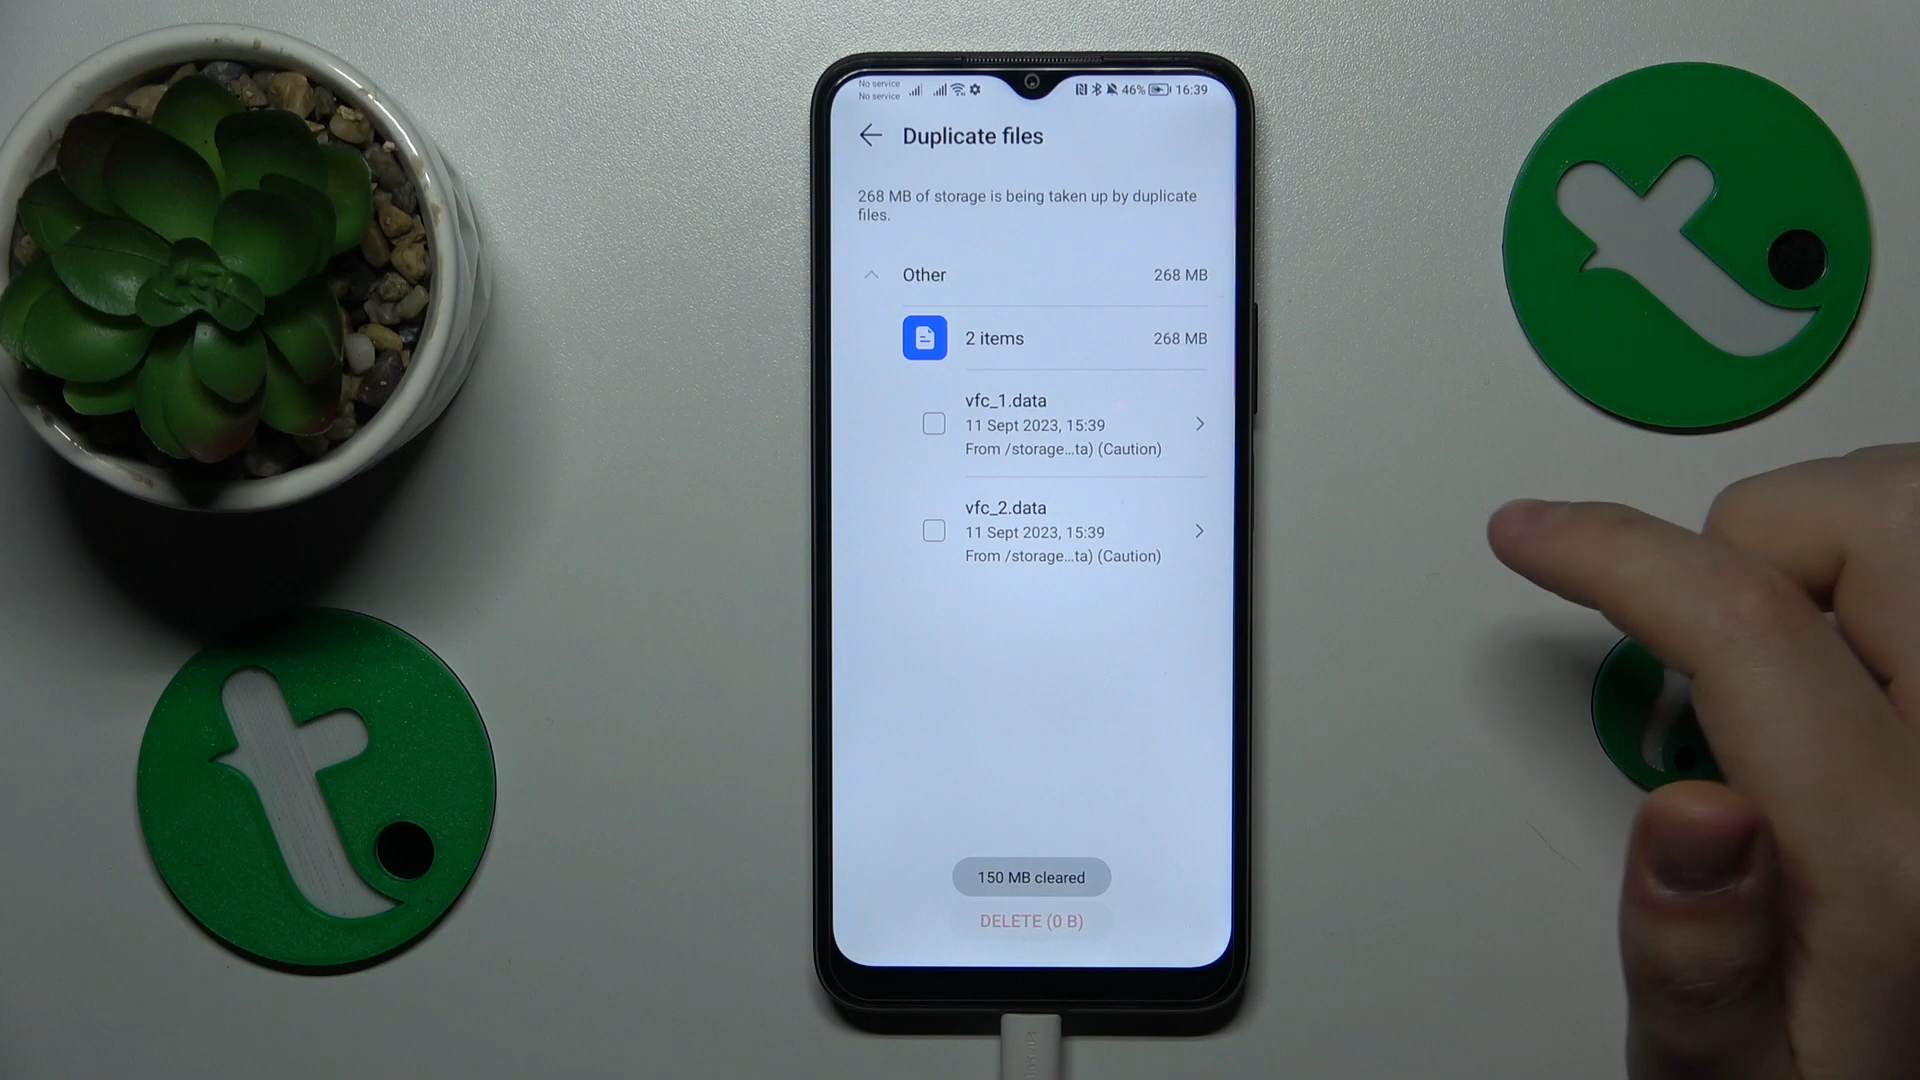 No service
No service
46% 16:39
Duplicate files
268 MB of storage is being taken up by duplicate
files.
Other 268 MB
2 items 268 MB
vfc_1.data
11 Sept 2023, 15:39
From /storage...ta) (Caution)
vfc_2.data
11 Sept 2023, 15:39
From /storage...ta) (Caution)
150 MB cleared
DELETE (0 B)